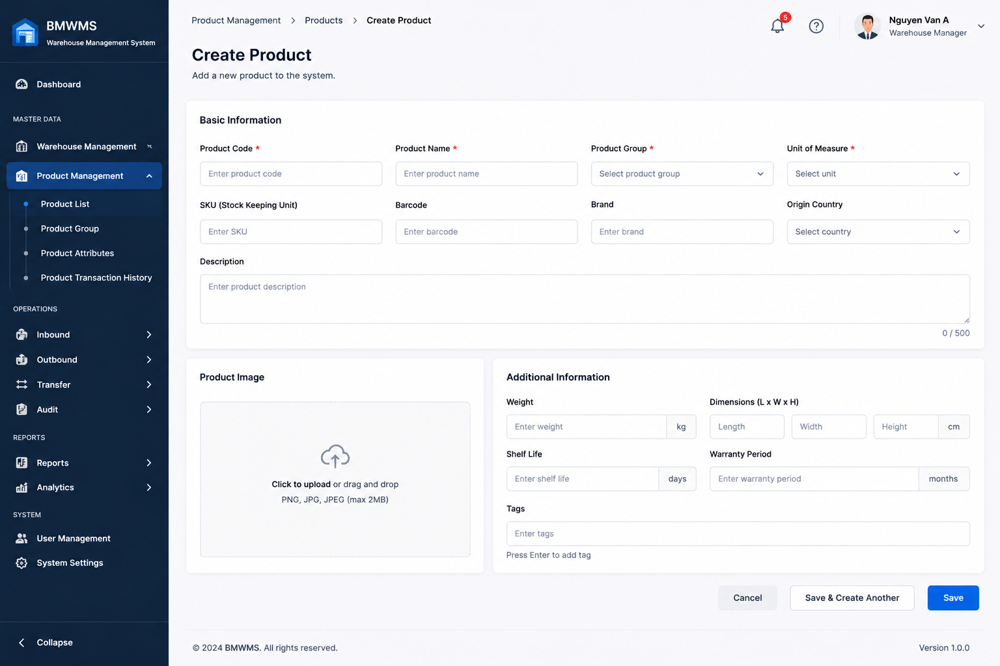 BMWMS
Warehouse Management System
Dashboard
MASTER DATA
Warehouse Management
Product Management
Product List
Product Group
Product Attributes
Product Transaction History
OPERATIONS
Inbound
Outbound
Transfer
Audit
REPORTS
Reports
Analytics
SYSTEM
User Management
System Settings
Collapse
Product Management > Products > Create Product
5
Nguyen Van A
Warehouse Manager
Create Product
Add a new product to the system.
Basic Information
Product Code * Product Name * Product Group * Unit of Measure *
Enter product code Enter product name Select product group Select unit
SKU (Stock Keeping Unit) Barcode Brand Origin Country
Enter SKU Enter barcode Enter brand Select country
Description
Enter product description
0 / 500
Product Image
Click to upload or drag and drop
PNG, JPG, JPEG (max 2MB)
Additional Information
Weight Dimensions (L x W x H)
Enter weight kg Length Width Height cm
Shelf Life Warranty Period
Enter shelf life days Enter warranty period months
Tags
Enter tags
Press Enter to add tag
Cancel Save & Create Another Save
© 2024 BMWMS. All rights reserved. Version 1.0.0